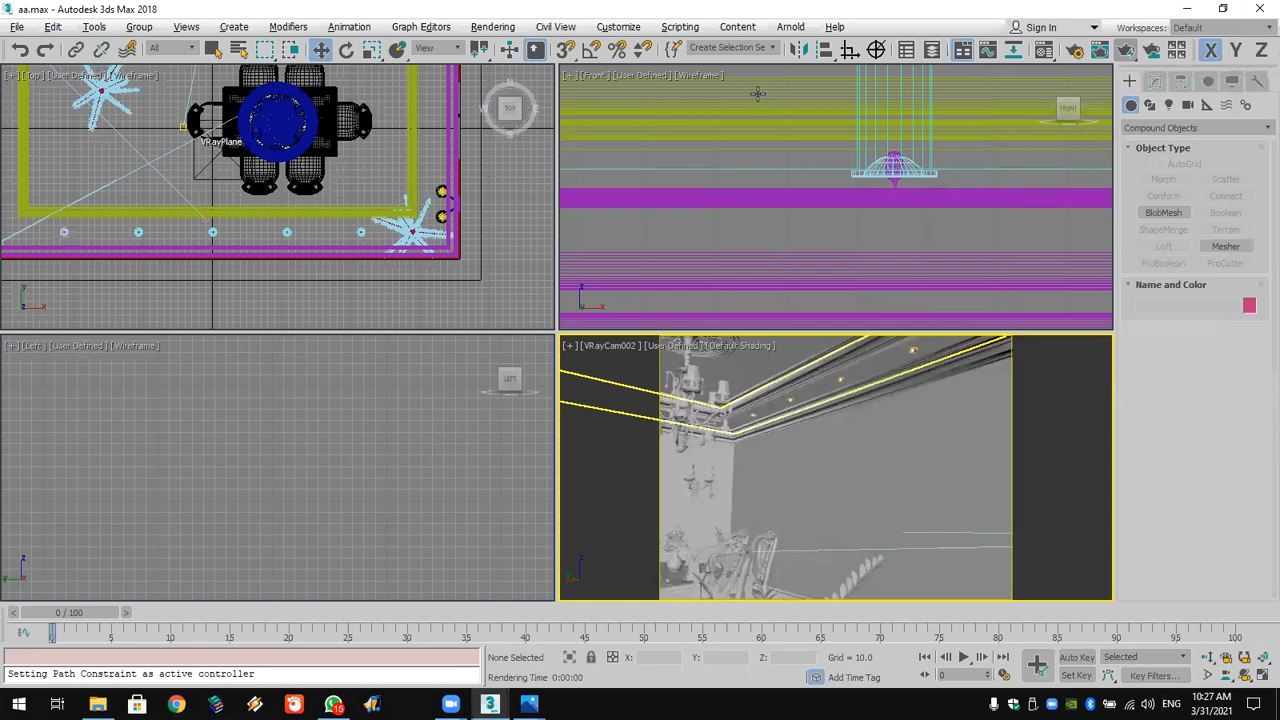 aa.max - Autodesk 3ds Max 2018
File Edit Tools Group Views Create Modifiers Animation Graph Editors Rendering Civil View Customize Scripting Content Arnold Help Sign In Workspaces: Default
All View Create Selection Se X Y Z
[+] [Top] [User Defined] [Wireframe]
TOP
VRayPlane
y x z
[+] [Front] [User Defined] [Wireframe]
FRONT
z x
[+] [Left] [User Defined] [Wireframe]
LEFT
z y
[+] [VRayCam002] [User Defined] [Default Shading]
z
Compound Objects
Object Type
AutoGrid
Morph Scatter
Conform Connect
BlobMesh Boolean
ShapeMerge Terrain
Loft Mesher
ProBoolean ProCutter
Name and Color
< 0 / 100 >
5 10 15 20 25 30 35 40 45 50 55 60 65 70 75 80 85 90 95 100
None Selected X: Y: Z: Grid = 10.0 Auto Key Selected
Setting Path Constraint as active controller Rendering Time 0:00:00 Add Time Tag 0 Set Key Key Filters...
15 ENG 10:27 AM
3/31/2021